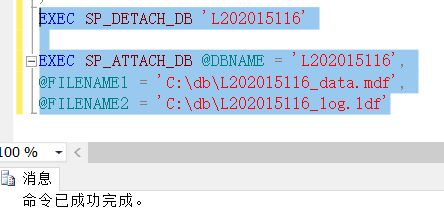 EXEC SP_DETACH_DB 'L202015116'
EXEC SP_ATTACH_DB @DBNAME = 'L202015116',
@FILENAME1 = 'C:\db\L202015116_data.mdf',
@FILENAME2 = 'C:\db\L202015116_log.ldf'
100 %
消息
命令已成功完成。